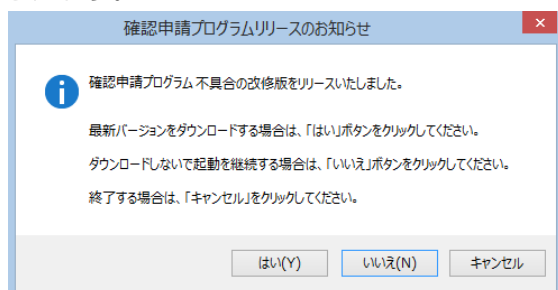 確認申請プログラムリリースのお知らせ
確認申請プログラム 不具合の改修版をリリースいたしました。
最新バージョンをダウンロードする場合は、「はい」ボタンをクリックしてください。
ダウンロードしないで起動を継続する場合は、「いいえ」ボタンをクリックしてください。
終了する場合は、「キャンセル」をクリックしてください。
はい(Y)
いいえ(N)
キャンセル